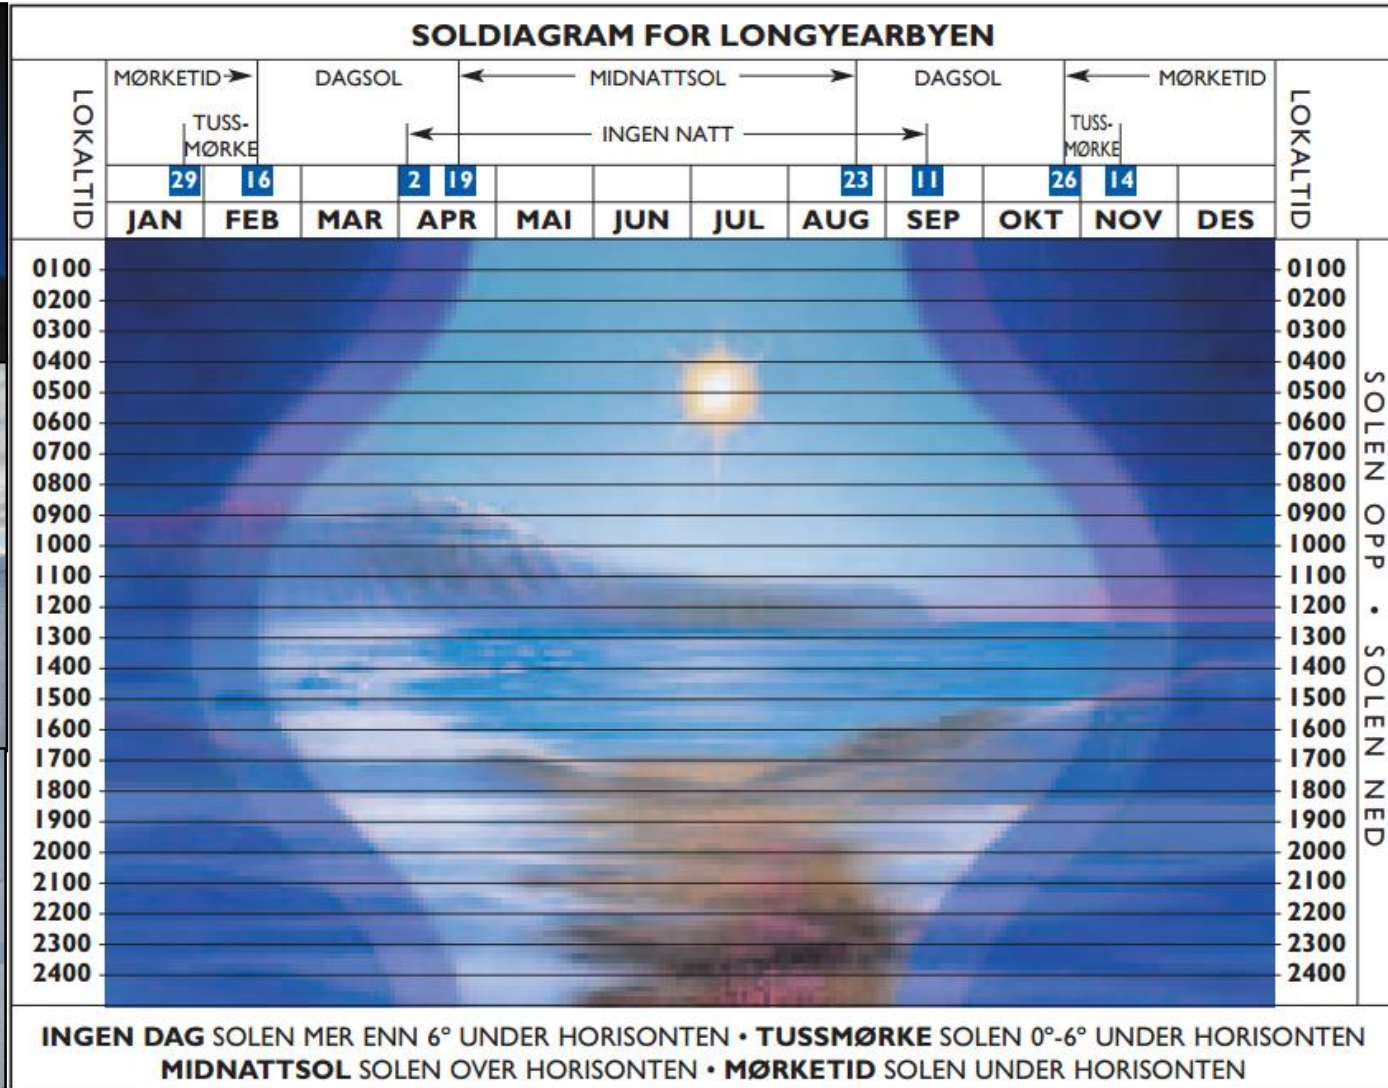 SOLDIAGRAM FOR LONGYEARBYEN
LOKALTID
MØRKETID
DAGSOL
MIDNATTSOL
DAGSOL
MØRKETID
LOKALTID
TUSS-
MØRKE
INGEN NATT
TUSS-
MØRKE
29 16 2 19 23 11 26 14
JAN FEB MAR APR MAI JUN JUL AUG SEP OKT NOV DES
0100 0100
0200 0200
0300 0300
0400 0400
0500 0500
0600 0600
0700 0700
0800 0800
0900 0900
1000 1000
1100 1100
1200 1200
1300 1300
1400 1400
1500 1500
1600 1600
1700 1700
1800 1800
1900 1900
2000 2000
2100 2100
2200 2200
2300 2300
2400 2400
SOLEN OPP • SOLEN NED
INGEN DAG SOLEN MER ENN 6° UNDER HORISONTEN • TUSSMØRKE SOLEN 0°-6° UNDER HORISONTEN
MIDNATTSOL SOLEN OVER HORISONTEN • MØRKETID SOLEN UNDER HORISONTEN